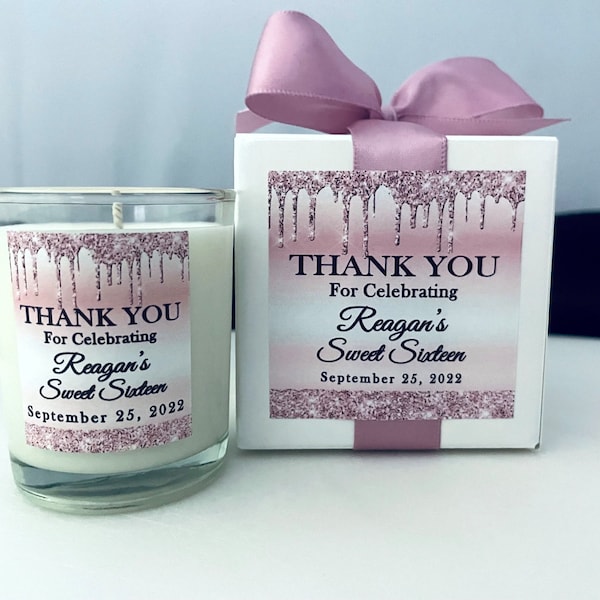 THANK YOU
For Celebrating
Reagan's
Sweet Sixteen
September 25, 2022
THANK YOU
For Celebrating
Reagan's
Sweet Sixteen
September 25, 2022